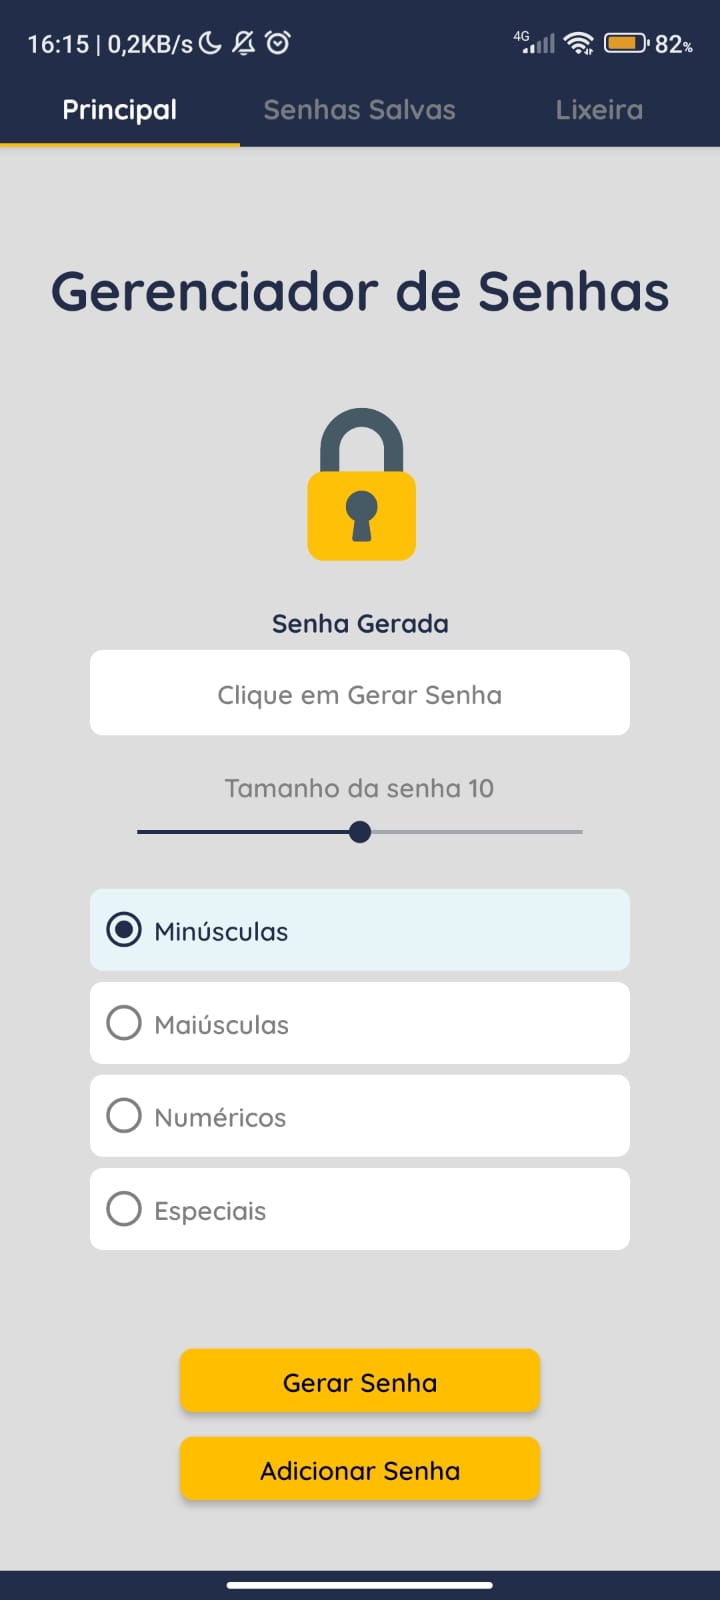 16:15 | 0,2KB/s 4G 82%
Principal Senhas Salvas Lixeira
Gerenciador de Senhas
Senha Gerada
Clique em Gerar Senha
Tamanho da senha 10
Minúsculas
Maiúsculas
Numéricos
Especiais
Gerar Senha
Adicionar Senha